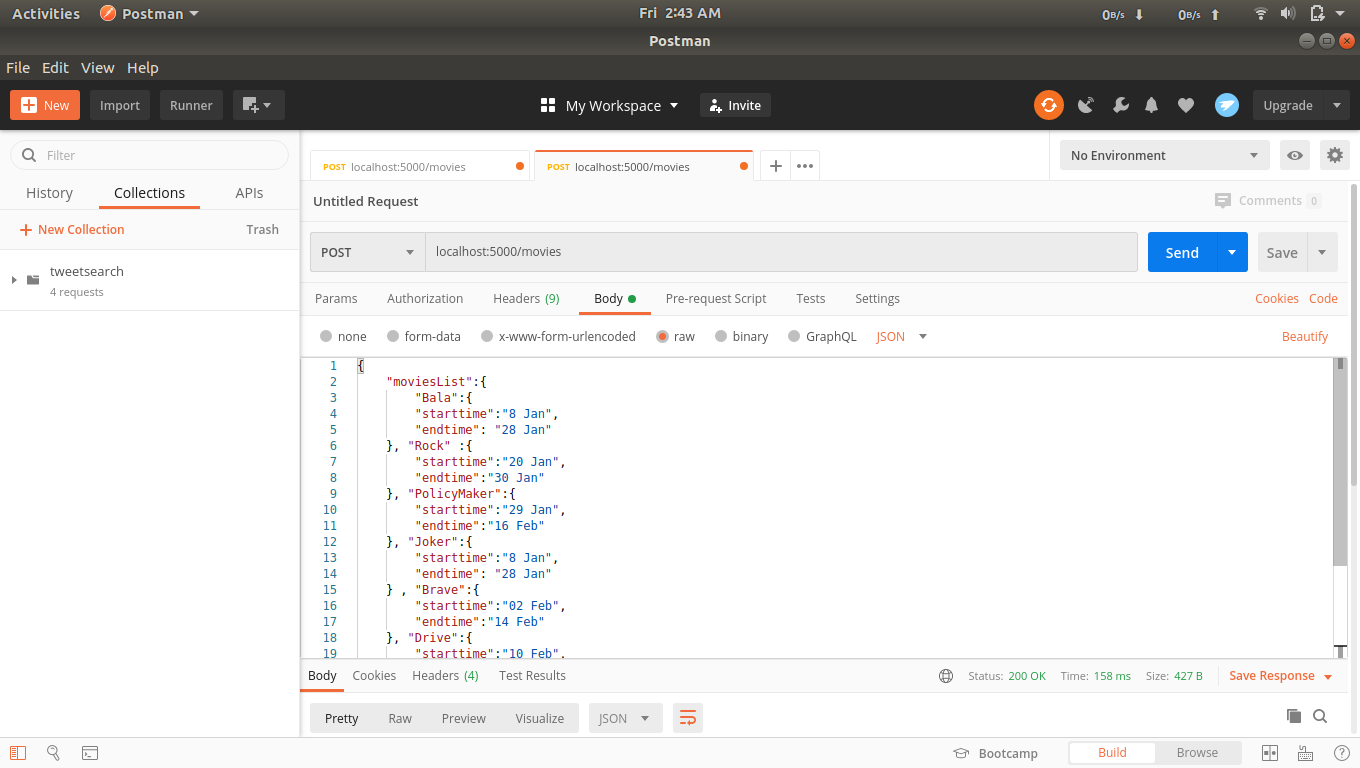 Activities Postman Fri 2:43 AM 0B/s 0B/s
Postman
File Edit View Help
New Import Runner My Workspace Invite Upgrade
Filter
History Collections APIs
New Collection Trash
tweetsearch
4 requests
POST localhost:5000/movies POST localhost:5000/movies No Environment
Untitled Request Comments 0
POST localhost:5000/movies Send Save
Params Authorization Headers (9) Body Pre-request Script Tests Settings Cookies Code
none form-data x-www-form-urlencoded raw binary GraphQL JSON Beautify
1 {
2 "moviesList":{
3 "Bala":{
4 "starttime":"8 Jan",
5 "endtime": "28 Jan"
6 }, "Rock" :{
7 "starttime":"20 Jan",
8 "endtime":"30 Jan"
9 }, "PolicyMaker":{
10 "starttime":"29 Jan",
11 "endtime":"16 Feb"
12 }, "Joker":{
13 "starttime":"8 Jan",
14 "endtime": "28 Jan"
15 } , "Brave":{
16 "starttime":"02 Feb",
17 "endtime":"14 Feb"
18 }, "Drive":{
19 "starttime":"10 Feb",
Body Cookies Headers (4) Test Results Status: 200 OK Time: 158 ms Size: 427 B Save Response
Pretty Raw Preview Visualize JSON
Bootcamp Build Browse